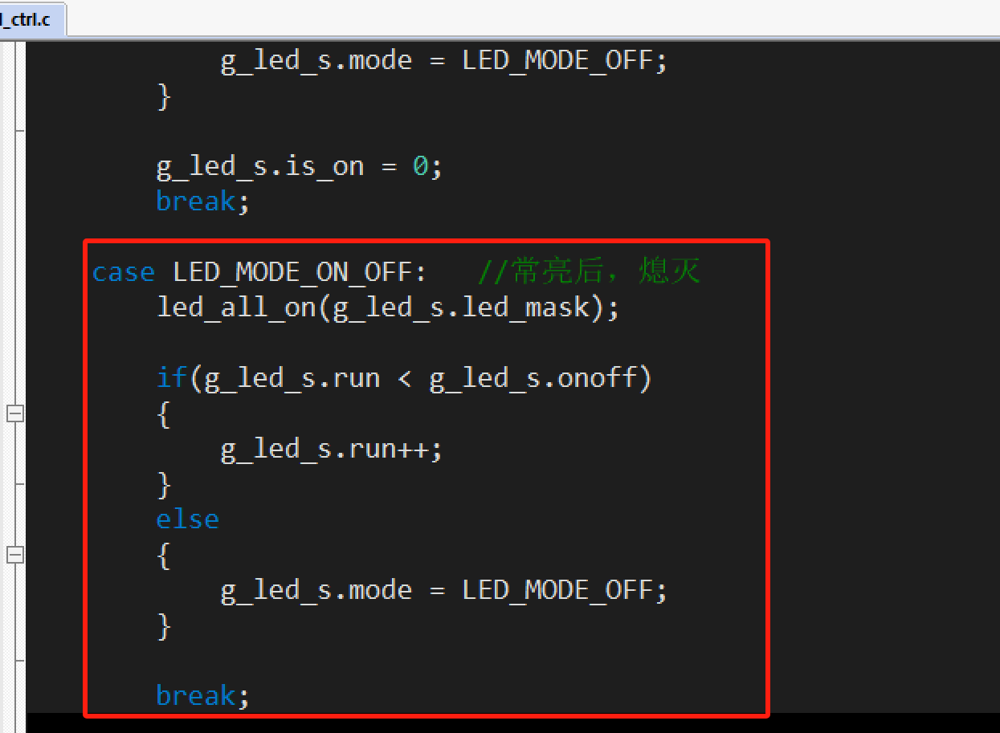 _ctrl.c
g_led_s.mode = LED_MODE_OFF;
}
g_led_s.is_on = 0;
break;
case LED_MODE_ON_OFF: //常亮后，熄灭
led_all_on(g_led_s.led_mask);
if(g_led_s.run < g_led_s.onoff)
{
g_led_s.run++;
}
else
{
g_led_s.mode = LED_MODE_OFF;
}
break;